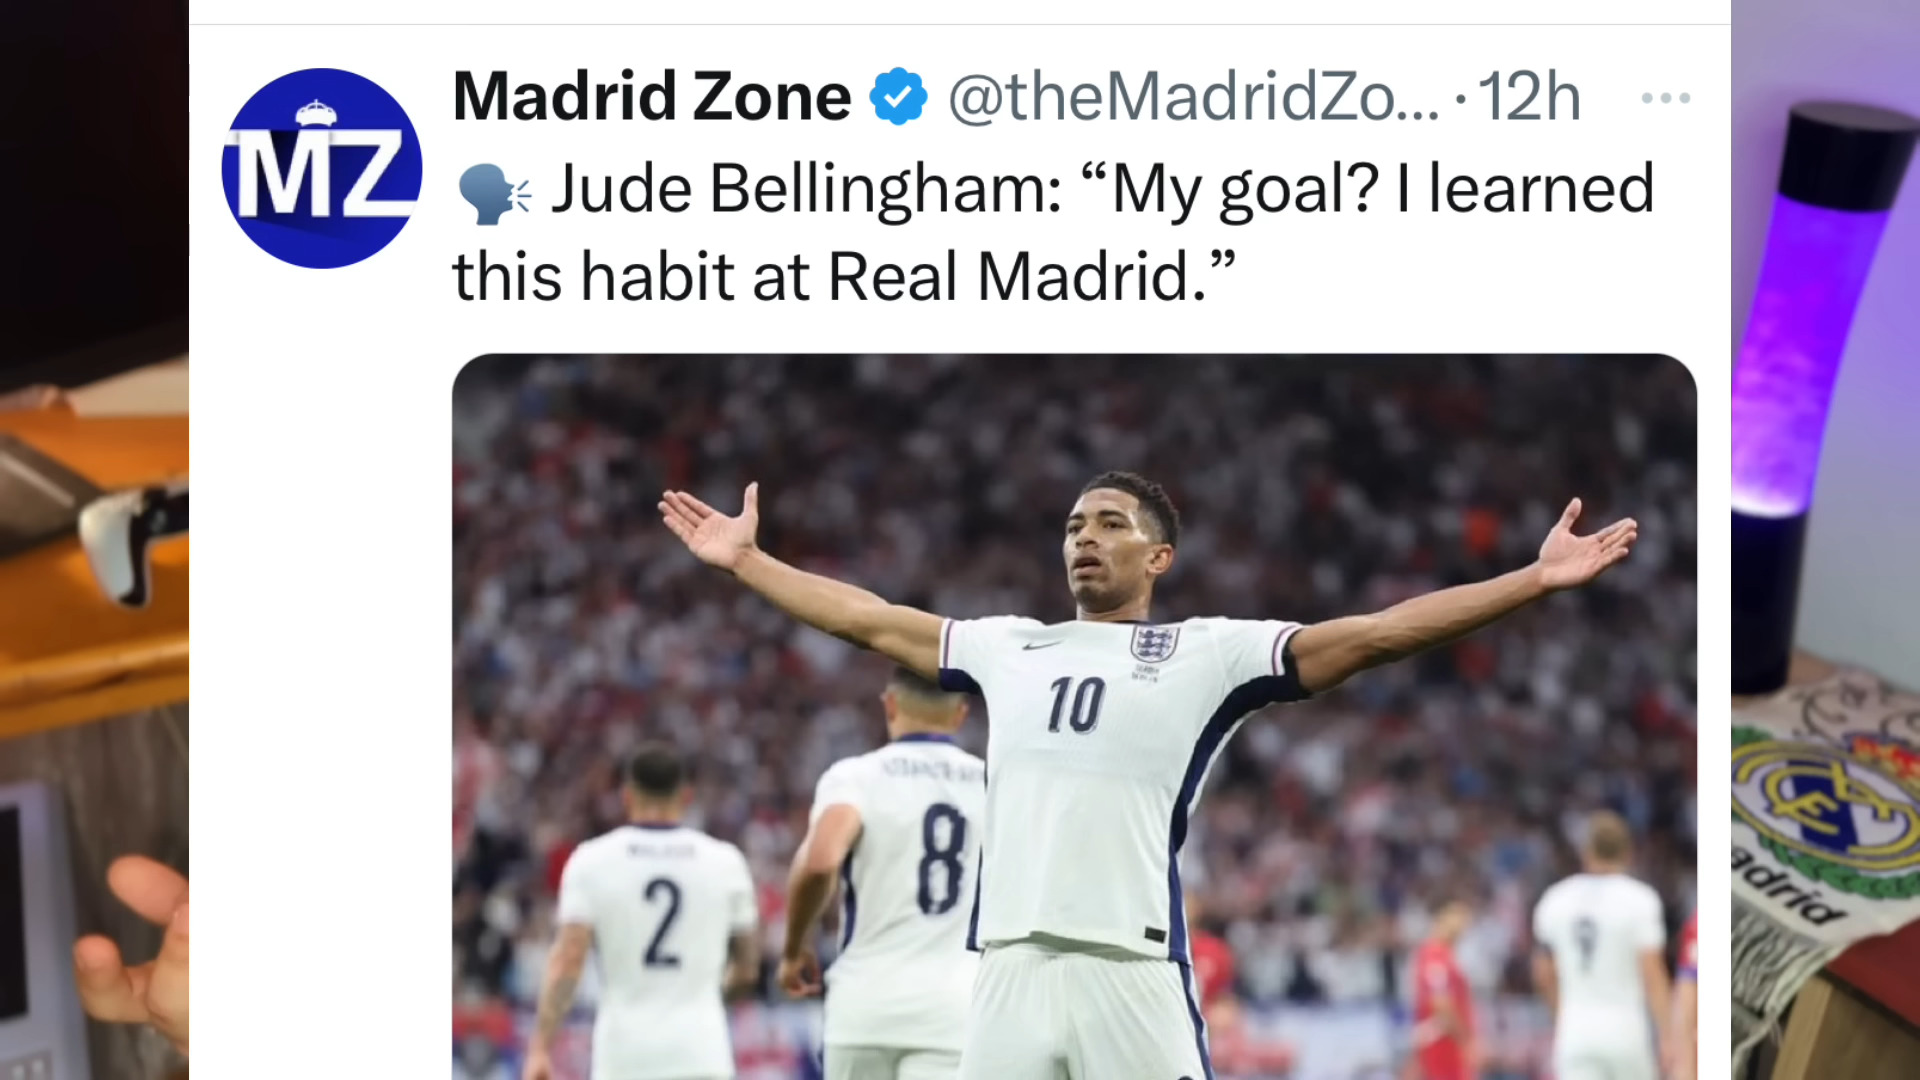 MZ
Madrid Zone @theMadridZo... · 12h
🗣️ Jude Bellingham: “My goal? I learned
this habit at Real Madrid.”
10
8
2
9
adrid